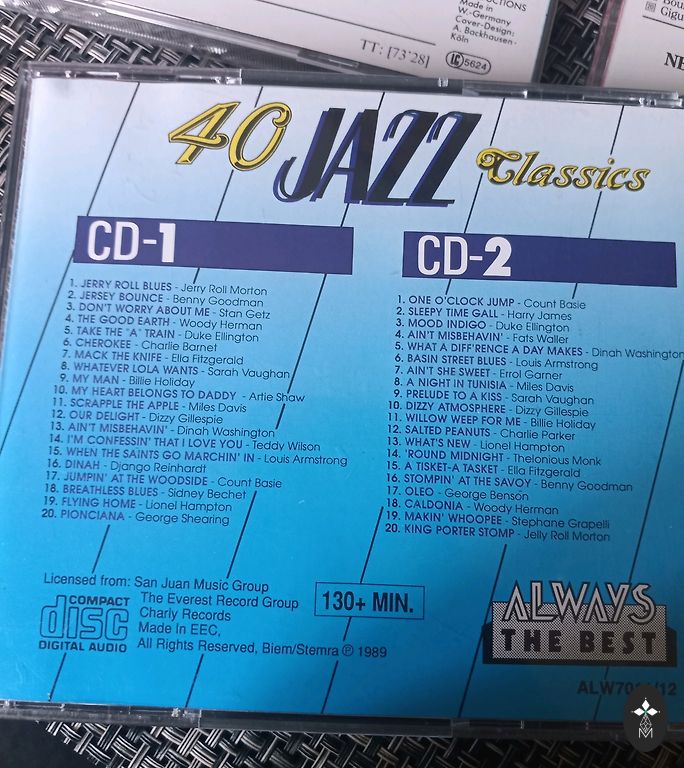 Made in
W.-Germany
Cover-Design:
A. Backhausen-
Köln
TT: [73'28]
LC 5624
40 JAZZ Classics
CD-1
1. JERRY ROLL BLUES - Jerry Roll Morton
2. JERSEY BOUNCE - Benny Goodman
3. DON'T WORRY ABOUT ME - Stan Getz
4. THE GOOD EARTH - Woody Herman
5. TAKE THE 'A' TRAIN - Duke Ellington
6. CHEROKEE - Charlie Barnet
7. MACK THE KNIFE - Ella Fitzgerald
8. WHATEVER LOLA WANTS - Sarah Vaughan
9. MY MAN - Billie Holiday
10. MY HEART BELONGS TO DADDY - Artie Shaw
11. SCRAPPLE THE APPLE - Miles Davis
12. OUR DELIGHT - Dizzy Gillespie
13. AIN'T MISBEHAVIN' - Dinah Washington
14. I'M CONFESSIN' THAT I LOVE YOU - Teddy Wilson
15. WHEN THE SAINTS GO MARCHIN' IN - Louis Armstrong
16. DINAH - Django Reinhardt
17. JUMPIN' AT THE WOODSIDE - Count Basie
18. BREATHLESS BLUES - Sidney Bechet
19. FLYING HOME - Lionel Hampton
20. PIONCIANA - George Shearing
CD-2
1. ONE O'CLOCK JUMP - Count Basie
2. SLEEPY TIME GALL - Harry James
3. MOOD INDIGO - Duke Ellington
4. AIN'T MISBEHAVIN' - Fats Waller
5. WHAT A DIFF'RENCE A DAY MAKES - Dinah Washington
6. BASIN STREET BLUES - Louis Armstrong
7. AIN'T SHE SWEET - Errol Garner
8. A NIGHT IN TUNISIA - Miles Davis
9. PRELUDE TO A KISS - Sarah Vaughan
10. DIZZY ATMOSPHERE - Dizzy Gillespie
11. WILLOW WEEP FOR ME - Billie Holiday
12. SALTED PEANUTS - Charlie Parker
13. WHAT'S NEW - Lionel Hampton
14. 'ROUND MIDNIGHT - Thelonious Monk
15. A TISKET-A TASKET - Ella Fitzgerald
16. STOMPIN' AT THE SAVOY - Benny Goodman
17. OLEO - George Benson
18. CALDONIA - Woody Herman
19. MAKIN' WHOOPEE - Stephane Grapelli
20. KING PORTER STOMP - Jelly Roll Morton
Licensed from: San Juan Music Group
The Everest Record Group
Charly Records
Made In EEC,
All Rights Reserved, Biem/Stemra ℗ 1989
COMPACT
disc
DIGITAL AUDIO
130+ MIN.
ALWAYS
THE BEST